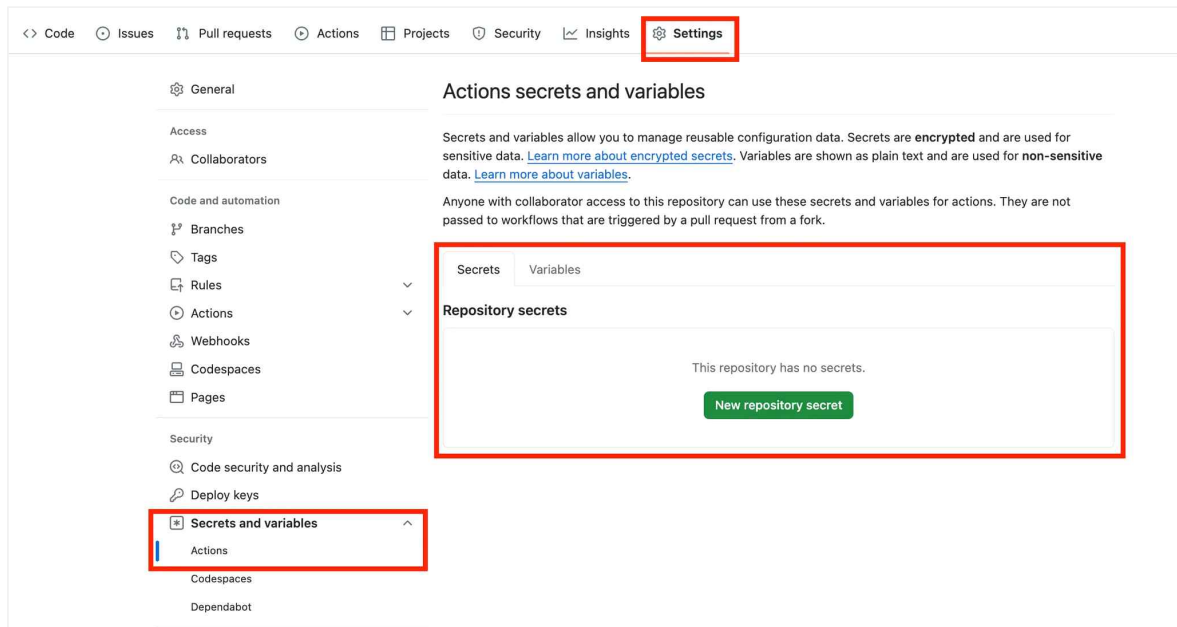 Code Issues Pull requests Actions Projects Security Insights Settings
General
Access
Collaborators
Code and automation
Branches
Tags
Rules
Actions
Webhooks
Codespaces
Pages
Security
Code security and analysis
Deploy keys
Secrets and variables
Actions
Codespaces
Dependabot
Actions secrets and variables
Secrets and variables allow you to manage reusable configuration data. Secrets are encrypted and are used for
sensitive data. Learn more about encrypted secrets. Variables are shown as plain text and are used for non-sensitive
data. Learn more about variables.
Anyone with collaborator access to this repository can use these secrets and variables for actions. They are not
passed to workflows that are triggered by a pull request from a fork.
Secrets Variables
Repository secrets
This repository has no secrets.
New repository secret